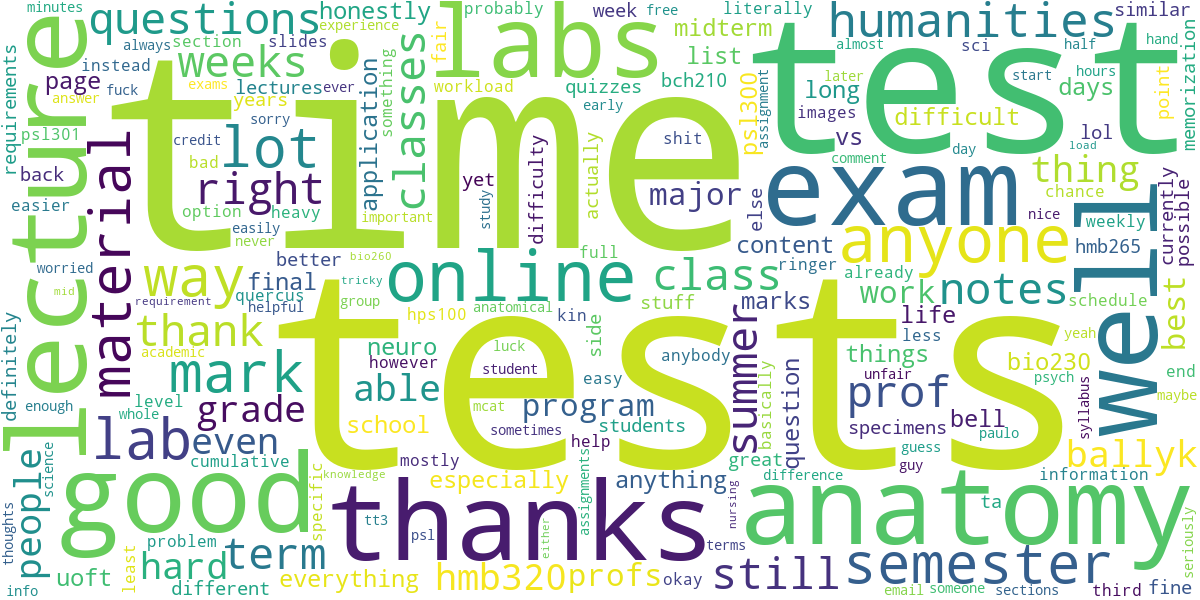 minutes
questions
honestly
probably
week
free
literally
humanities
similar
always
section
slides
experience
labs
midterm
sci
almost
half
hand
memorization
requirements
instead
weeks
lectures
ever
fair
workload
list
test
page
answer
fuck
exams
years
something
quizzes
bch210
long
later
start
hours
days
point
lecture
time
psl301
material
sorry
application
classes
early
psl300
assignment
images
difficult
back
credit
lot
shit
vs
day
lol
load
easier
bad
right
yet
difficulty
actually
major
else
exam
comment
thing
chance
currently
possible
option
heavy
important
study
content
anyone
nice
weekly
well
easily
never
worried
better
bio260
full
ringer
hmb265
mid
way
final
tricky
online
class
already
requirement
quercus
helpful
group
anatomical
stuff
marks
work
notes
schedule
best
definitely
thank
hps100
kin
side
summer
life
less
yeah
academic
neuro
luck
anybody
things
bio230
end
however
student
easy
basically
question
unfair
psych
maybe
enough
level
mark
able
mcat
program
prof
syllabus
whole
grade
tests
sometimes
students
specimens
bell
paulo
people
science
lab
even
school
help
guess
guy
ballyk
cumulative
mostly
great
difference
information
good
specific
knowledge
especially
assignments
anything
nursing
anatomy
ta
seriously
thoughts
problem
term
tt3
thanks
psl
either
terms
uoft
hard
everything
hmb320
profs
okay
still
semester
info
least
different
email
someone
sections
third
fine